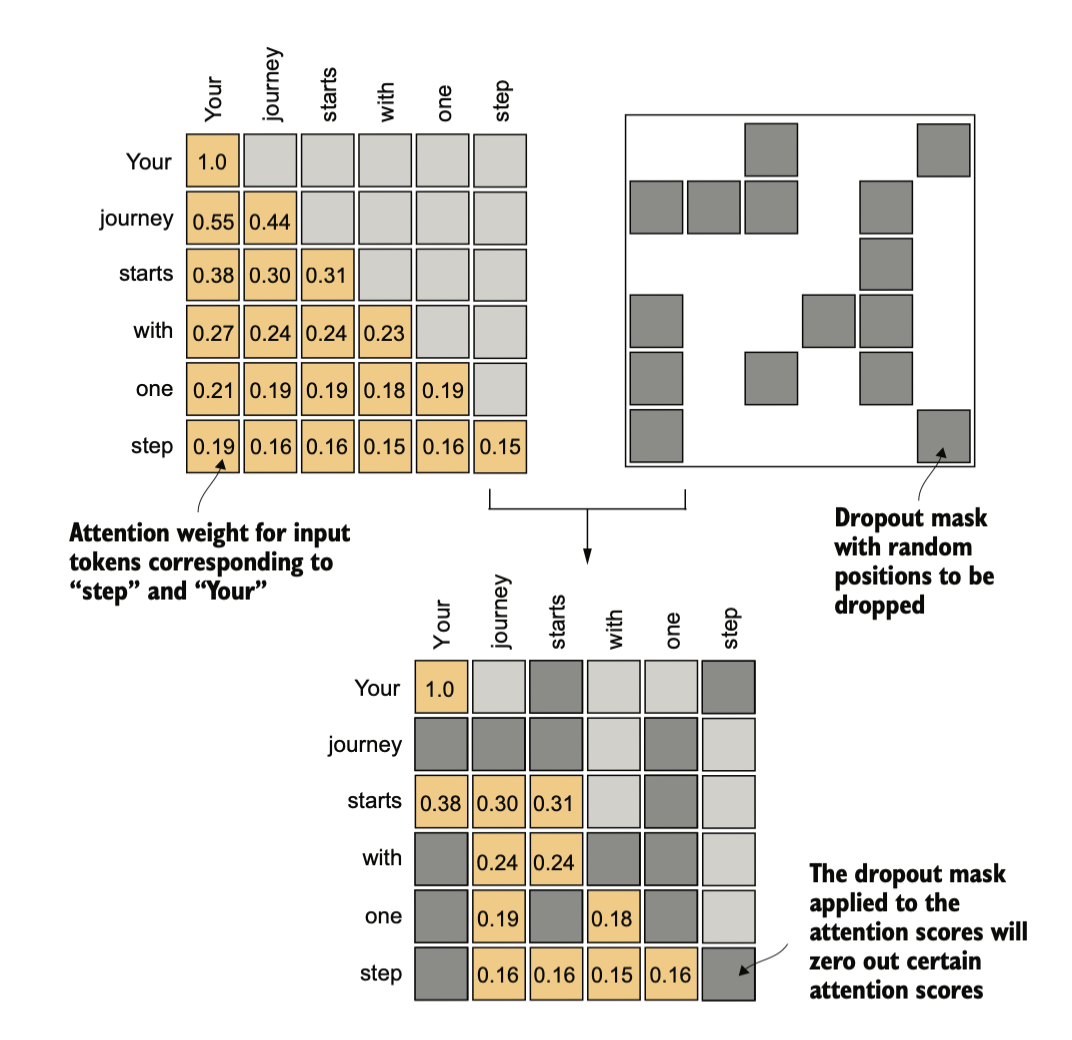 Your journey starts with one step
Your 1.0
journey 0.55 0.44
starts 0.38 0.30 0.31
with 0.27 0.24 0.24 0.23
one 0.21 0.19 0.19 0.18 0.19
step 0.19 0.16 0.16 0.15 0.16 0.15
Attention weight for input
tokens corresponding to
“step” and “Your”
Dropout mask
with random
positions to be
dropped
Your journey starts with one step
Your 1.0
journey
starts 0.38 0.30 0.31
with 0.24 0.24
one 0.19 0.18
step 0.16 0.16 0.15 0.16
The dropout mask
applied to the
attention scores will
zero out certain
attention scores